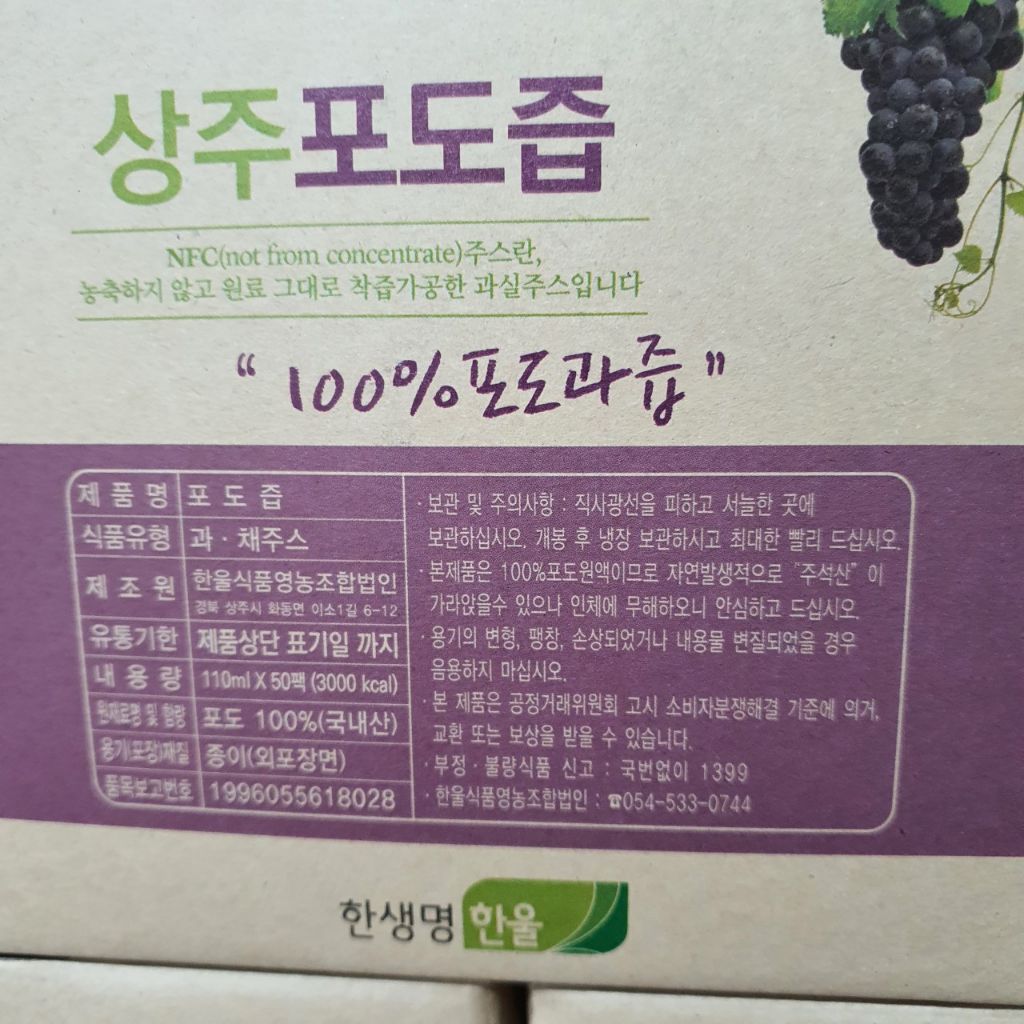 상주포도즙
NFC(not from concentrate)주스란,
농축하지 않고 원료 그대로 착즙가공한 과실주스입니다
“100%포도과즙”
제 품 명 포 도 즙
식품유형 과 · 채주스
제 조 원 한울식품영농조합법인
경북 상주시 화동면 이소1길 6-12
유통기한 제품상단 표기일 까지
내 용 량 110ml X 50팩 (3000 kcal)
원재료명 및 함량 포도 100%(국내산)
용기(포장)재질 종이(외포장면)
품목보고번호 1996055618028
· 보관 및 주의사항 : 직사광선을 피하고 서늘한 곳에
보관하십시오. 개봉 후 냉장 보관하시고 최대한 빨리 드십시오.
· 본제품은 100%포도원액이므로 자연발생적으로 "주석산" 이
가라앉을수 있으나 인체에 무해하오니 안심하고 드십시오.
· 용기의 변형, 팽창, 손상되었거나 내용물 변질되었을 경우
음용하지 마십시오.
· 본 제품은 공정거래위원회 고시 소비자분쟁해결 기준에 의거,
교환 또는 보상을 받을 수 있습니다.
· 부정 · 불량식품 신고 : 국번없이 1399
· 한울식품영농조합법인 : ☎054-533-0744
한생명 한울